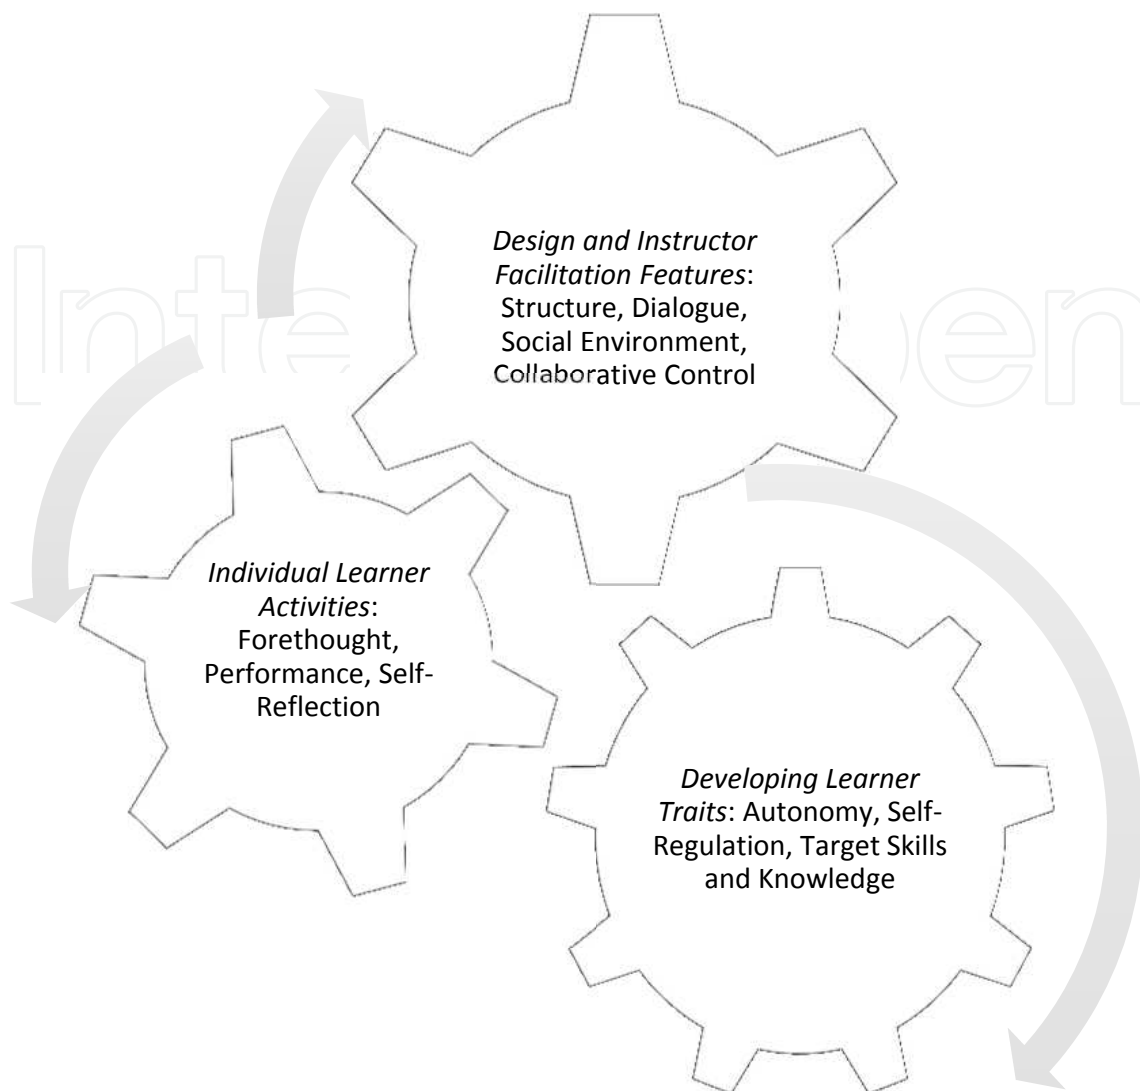 Design and Instructor
Facilitation Features:
Structure, Dialogue,
Social Environment,
Collaborative Control
Individual Learner
Activities:
Forethought,
Performance, Self-
Reflection
Developing Learner
Traits: Autonomy, Self-
Regulation, Target Skills
and Knowledge